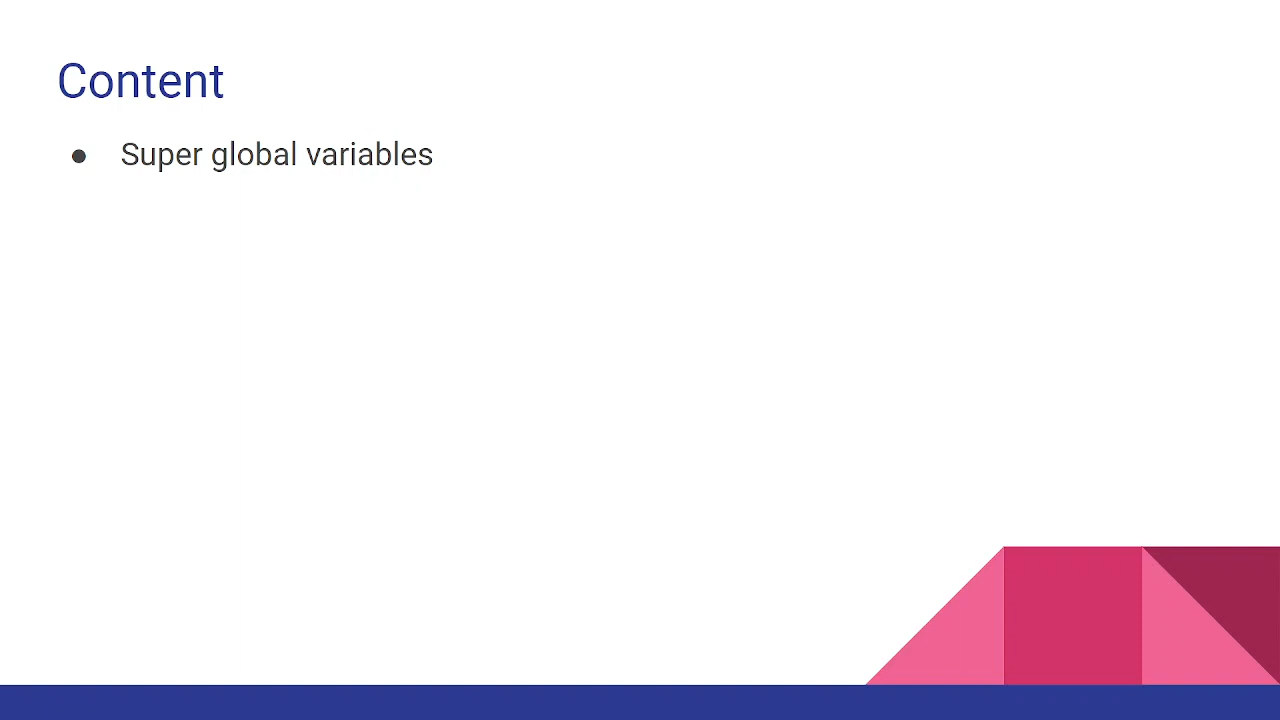 Content
● Super global variables